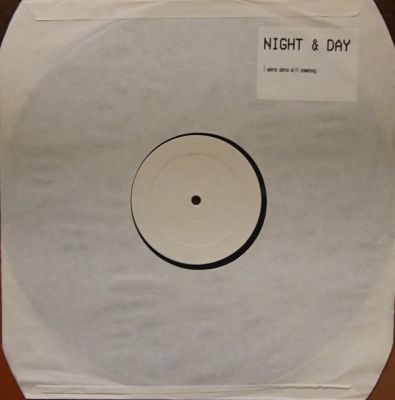 NIGHT & DAY
I wanna dance with somebody